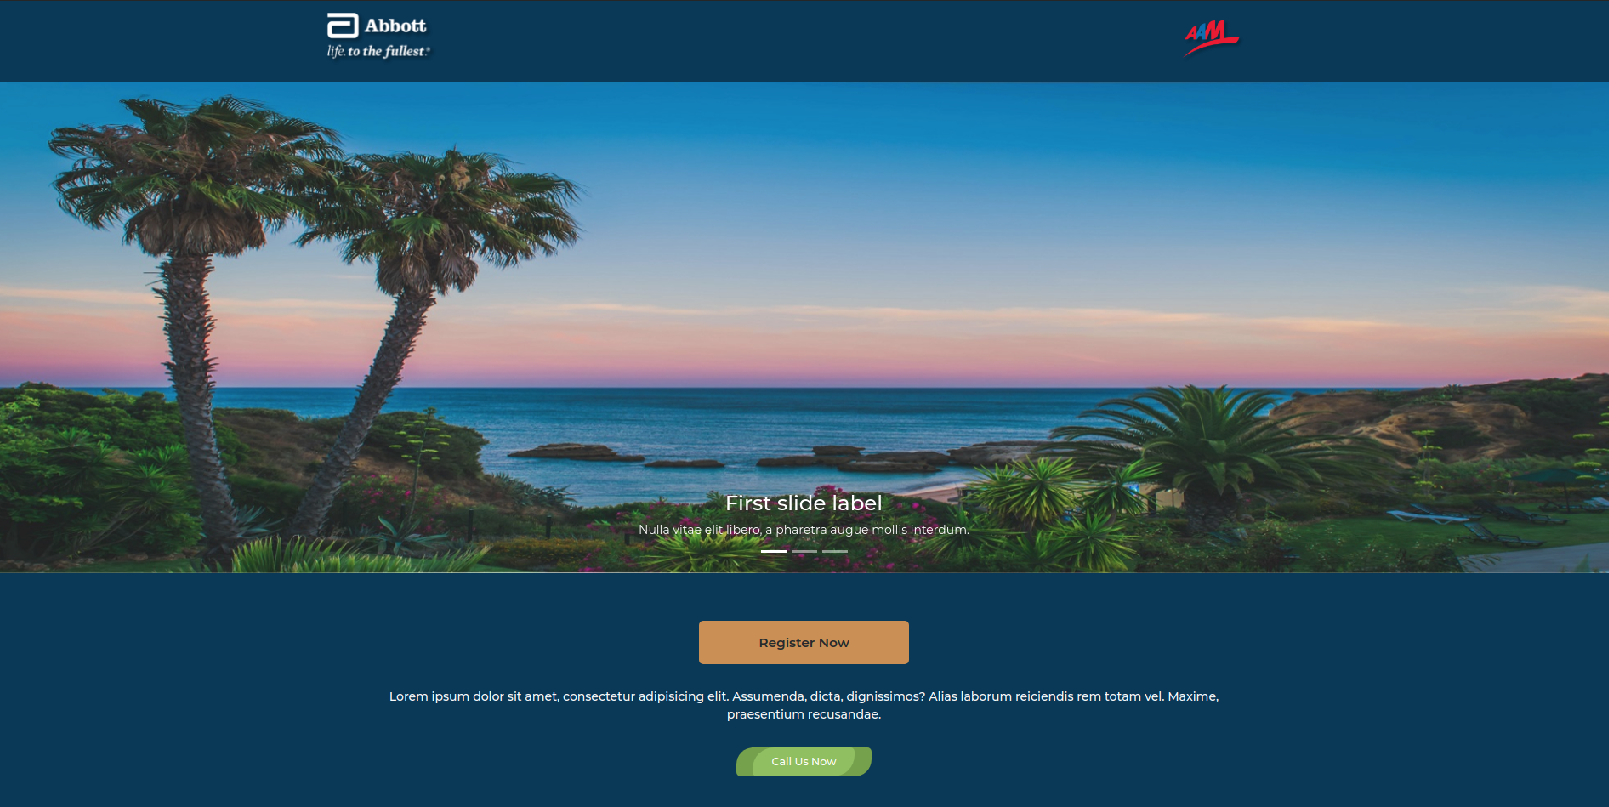 Abbott
life. to the fullest.®
AAM
First slide label
Nulla vitae elit libero, a pharetra augue mollis interdum.
Register Now
Lorem ipsum dolor sit amet, consectetur adipisicing elit. Assumenda, dicta, dignissimos? Alias laborum reiciendis rem totam vel. Maxime,
praesentium recusandae.
Call Us Now